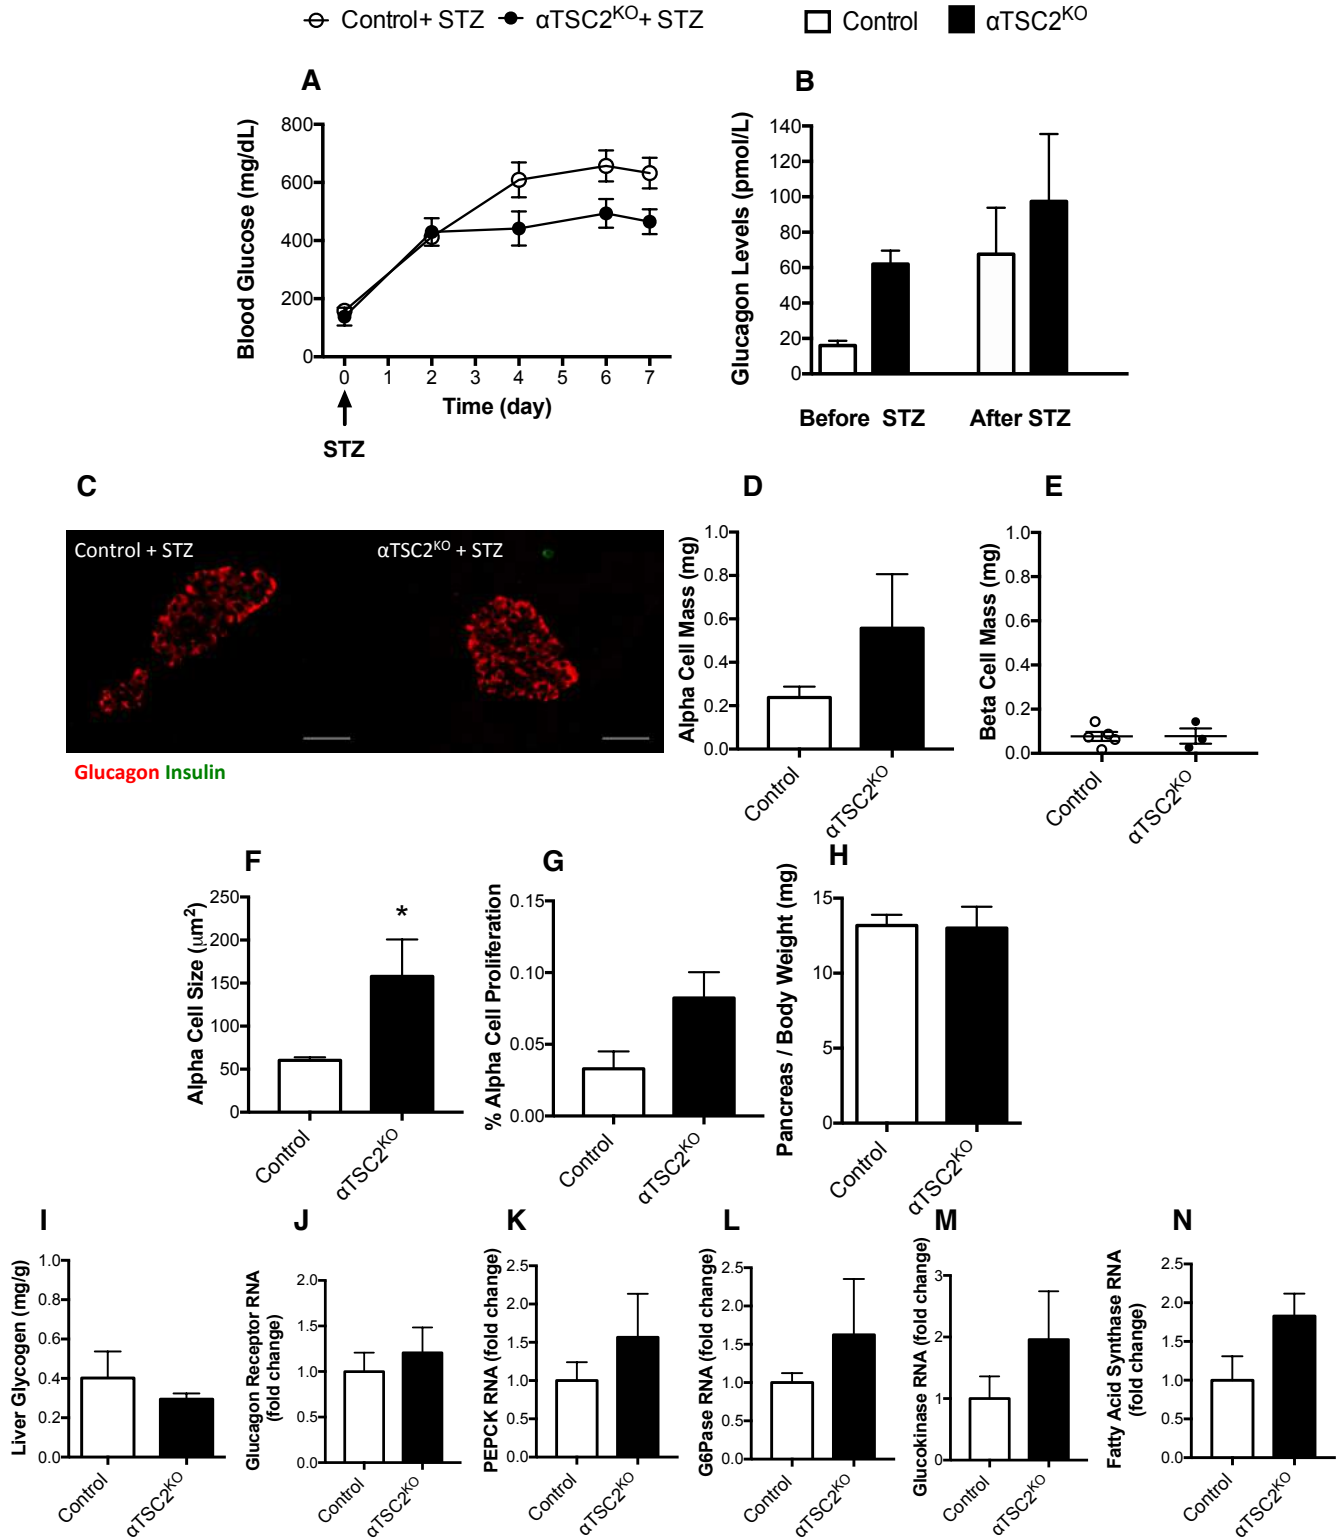 Control+ STZ αTSC2KO+ STZ Control αTSC2KO
A
Blood Glucose (mg/dL)
800
600
400
200
0
0 1 2 3 4 5 6 7
Time (day)
STZ
B
Glucagon Levels (pmol/L)
140
120
100
80
60
40
20
0
Before STZ After STZ
C
Control + STZ αTSC2KO + STZ
Glucagon Insulin
D
Alpha Cell Mass (mg)
1.0
0.8
0.6
0.4
0.2
0.0
Control αTSC2KO
E
Beta Cell Mass (mg)
1.0
0.8
0.6
0.4
0.2
0.0
Control αTSC2KO
F
Alpha Cell Size (μm2)
250
200
150
100
50
0
*
Control αTSC2KO
G
% Alpha Cell Proliferation
0.15
0.10
0.05
0.00
Control αTSC2KO
H
Pancreas / Body Weight (mg)
15
10
5
0
Control αTSC2KO
I
Liver Glycogen (mg/g)
1.0
0.8
0.6
0.4
0.2
0.0
Control αTSC2KO
J
Glucagon Receptor RNA
(fold change)
2.0
1.5
1.0
0.5
0.0
Control αTSC2KO
K
PEPCK RNA (fold change)
2.5
2.0
1.5
1.0
0.5
0.0
Control αTSC2KO
L
G6Pase RNA (fold change)
2.5
2.0
1.5
1.0
0.5
0.0
Control αTSC2KO
M
Glucokinase RNA (fold change)
3
2
1
0
Control αTSC2KO
N
Fatty Acid Synthase RNA
(fold change)
2.5
2.0
1.5
1.0
0.5
0.0
Control αTSC2KO